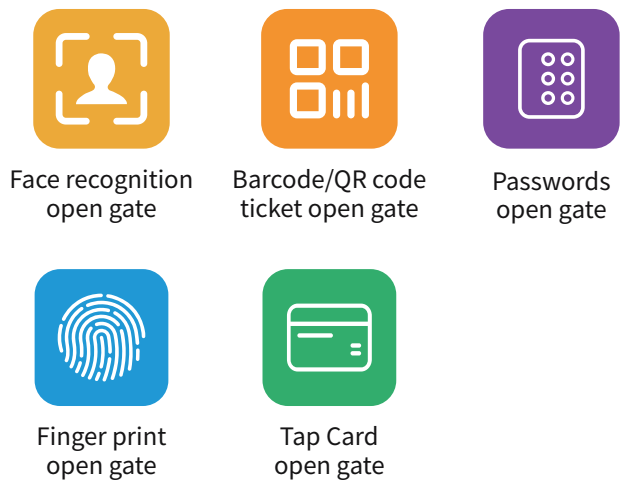 Face recognition
open gate
Barcode/QR code
ticket open gate
Passwords
open gate
Finger print
open gate
Tap Card
open gate